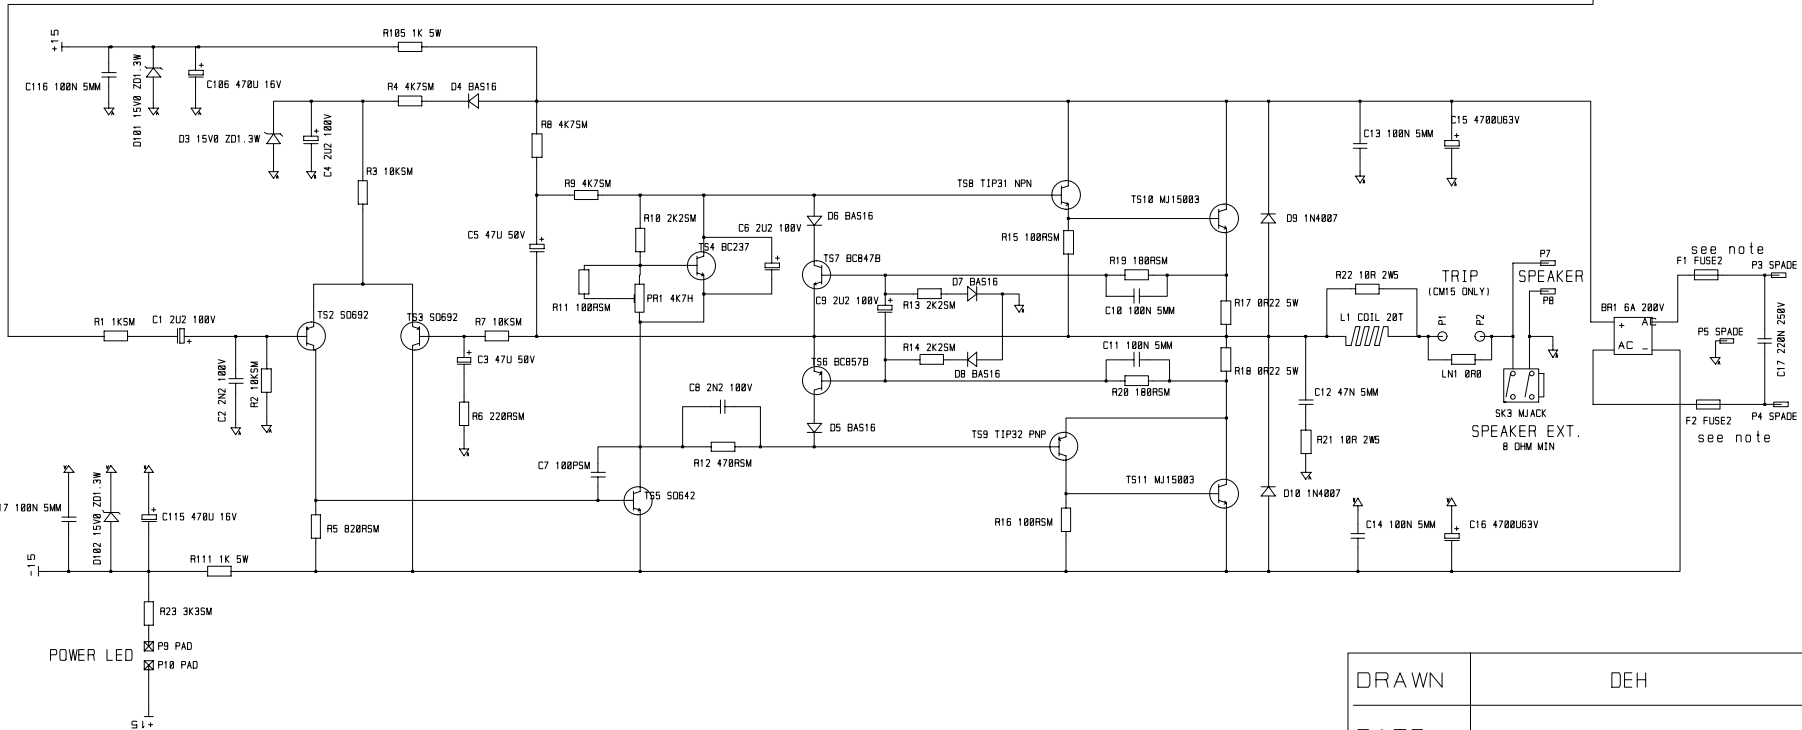 +15
R105 1K 5W
C116 100N 5MM
D101 15V0 ZD1.3W
C106 470U 16V
R4 4K7SM
D4 BAS16
D3 15V0 ZD1.3W
C4 2U2 100V
R8 4K7SM
C13 100N 5MM
C15 4700U63V
R3 10KSM
R9 4K7SM
TS8 TIP31 NPN
TS10 MJ15003
D9 1N4007
R10 2K2SM
C6 2U2 100V
D6 BAS16
C5 47U 50V
TS4 BC237
TS7 BC847B
R15 100RSM
R19 180RSM
R11 100RSM
PR1 4K7H
C9 2U2 100V
R13 2K2SM
D7 BAS16
C10 100N 5MM
R17 0R22 5W
R22 10R 2W5
TRIP
(CM15 ONLY)
P7
SPEAKER
P8
see note
F1 FUSE2
P3 SPADE
R1 1KSM
C1 2U2 100V
TS2 SO692
TS3 SO692
R7 10KSM
L1 COIL 20T
P1
P2
BR1 6A 200V
+ AC
AC -
P5 SPADE
C17 220N 250V
C2 2N2 100V
R2 10KSM
C3 47U 50V
R6 220RSM
TS6 BC857B
R14 2K2SM
D8 BAS16
C11 100N 5MM
R20 180RSM
R18 0R22 5W
C12 47N 5MM
R21 10R 2W5
LN1 0R0
SK3 MJACK
SPEAKER EXT.
8 OHM MIN
F2 FUSE2
P4 SPADE
see note
C8 2N2 100V
R12 470RSM
D5 BAS16
TS9 TIP32 PNP
C7 100PSM
TS5 SO642
TS11 MJ15003
D10 1N4007
7 100N 5MM
D102 15V0 ZD1.3W
C115 470U 16V
R5 820RSM
R16 100RSM
C14 100N 5MM
C16 4700U63V
-15
R111 1K 5W
R23 3K3SM
POWER LED
P9 PAD
P10 PAD
+15
DRAWN
DEH